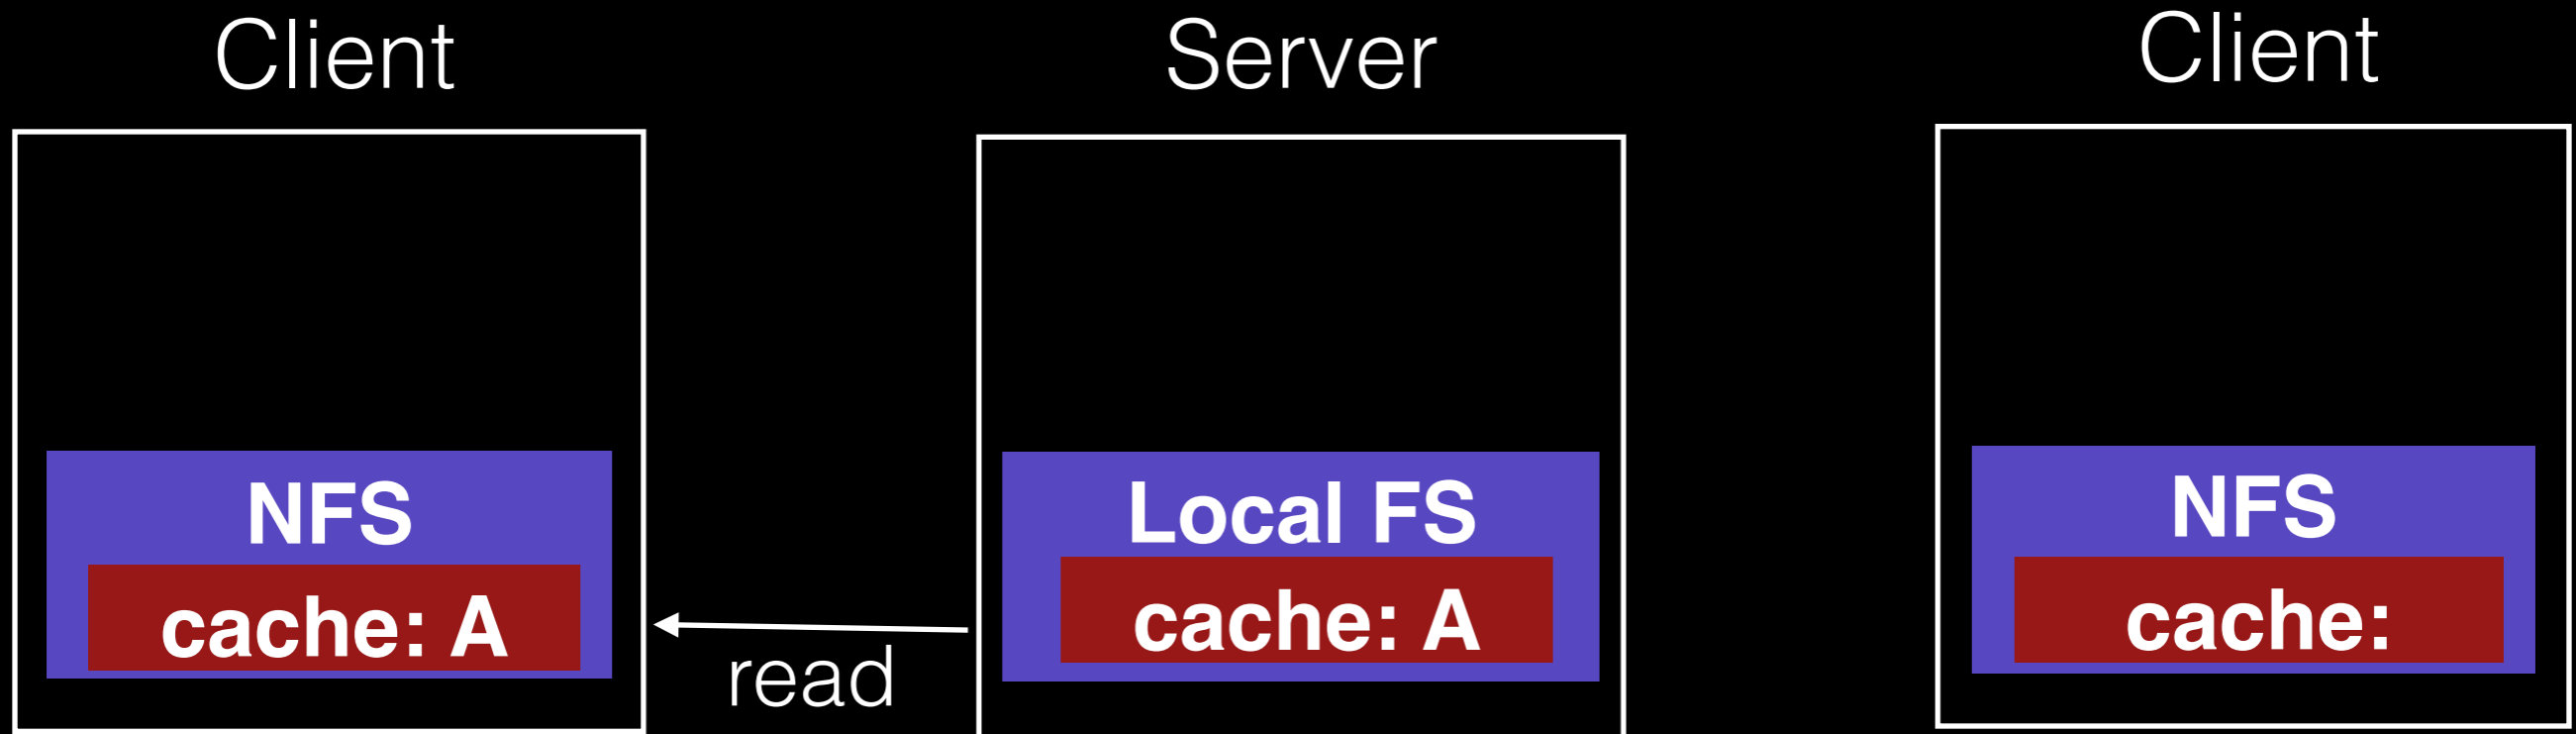 Client
Server
Client
NFS
cache: A
read
Local FS
cache: A
NFS
cache: